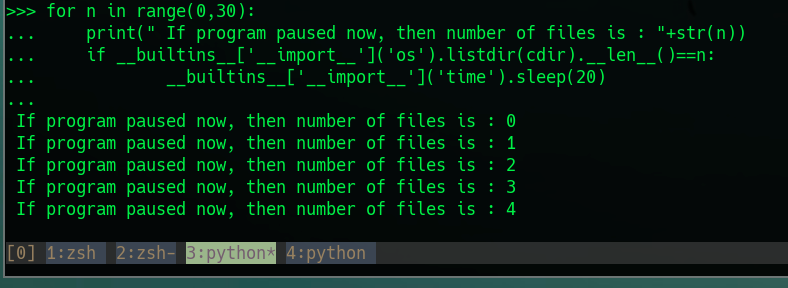 >>> for n in range(0,30):
...     print(" If program paused now, then number of files is : "+str(n))
...     if __builtins__['__import__']('os').listdir(cdir).__len__()==n:
...             __builtins__['__import__']('time').sleep(20)
...
 If program paused now, then number of files is : 0
 If program paused now, then number of files is : 1
 If program paused now, then number of files is : 2
 If program paused now, then number of files is : 3
 If program paused now, then number of files is : 4
[0] 1:zsh  2:zsh- 3:python* 4:python